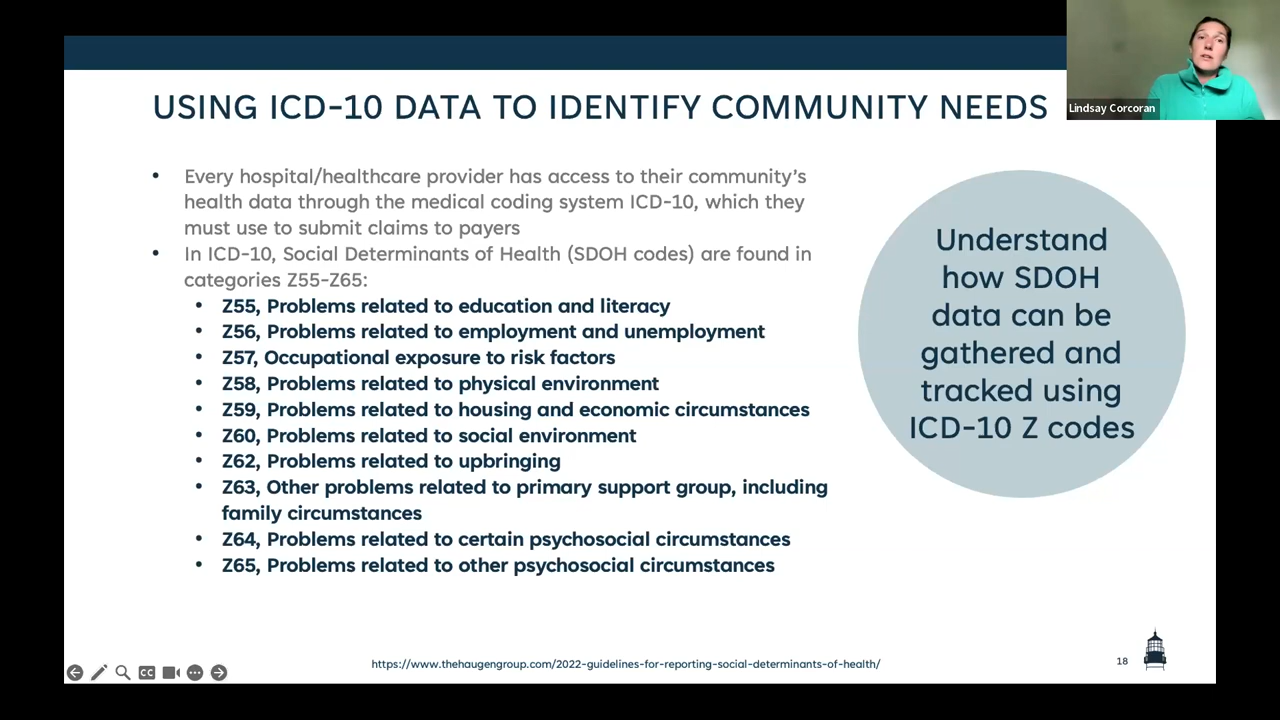 Lindsay Corcoran
USING ICD-10 DATA TO IDENTIFY COMMUNITY NEEDS
• Every hospital/healthcare provider has access to their community's
health data through the medical coding system ICD-10, which they
must use to submit claims to payers
• In ICD-10, Social Determinants of Health (SDOH codes) are found in
categories Z55-Z65:
• Z55, Problems related to education and literacy
• Z56, Problems related to employment and unemployment
• Z57, Occupational exposure to risk factors
• Z58, Problems related to physical environment
• Z59, Problems related to housing and economic circumstances
• Z60, Problems related to social environment
• Z62, Problems related to upbringing
• Z63, Other problems related to primary support group, including
family circumstances
• Z64, Problems related to certain psychosocial circumstances
• Z65, Problems related to other psychosocial circumstances
Understand
how SDOH
data can be
gathered and
tracked using
ICD-10 Z codes
CC
https://www.thehaugengroup.com/2022-guidelines-for-reporting-social-determinants-of-health/
18